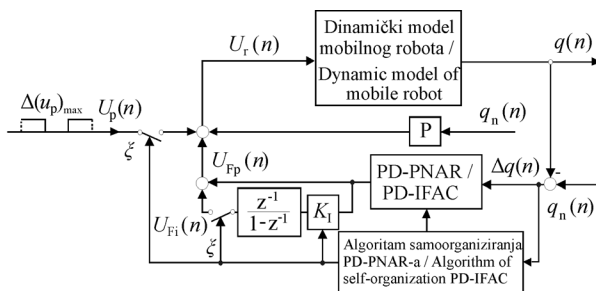 Dinamički model
mobilnog robota /
Dynamic model of
mobile robot
U_r(n)
q(n)
Δ(u_p)_max
U_p(n)
ξ
P
q_n(n)
U_Fp(n)
PD-PNAR /
PD-IFAC
Δq(n)
-
q_n(n)
z^-1
1-z^-1
K_I
U_Fi(n)
ξ
Algoritam samoorganiziranja
PD-PNAR-a / Algorithm of
self-organization PD-IFAC